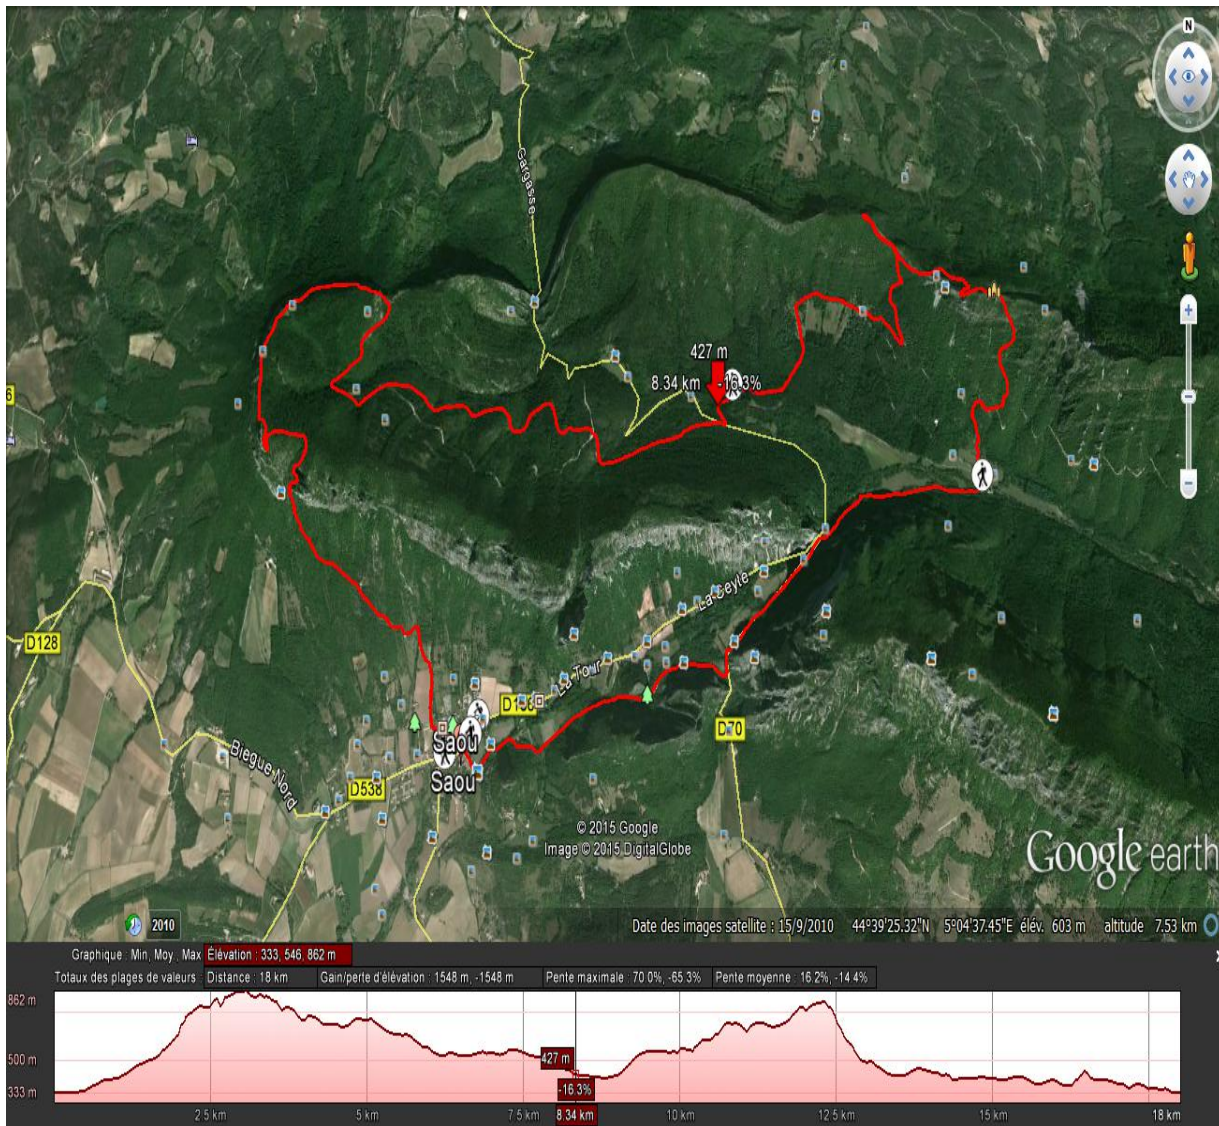 N
Gargasse
427 m
8.34 km -16.3%
6
La Seyte
D128
La Tour
D70
Saou
Biegue Nord
D538
Saou
© 2015 Google
Image © 2015 DigitalGlobe
Google earth
2010
Date des images satellite : 15/9/2010 44°39'25.32"N 5°04'37.45"E élév. 603 m altitude 7.53 km
Graphique : Min, Moy, Max Élévation : 333, 546, 862 m
Totaux des plages de valeurs : Distance : 18 km Gain/perte d'élévation : 1548 m, -1548 m Pente maximale : 70.0%, -65.3% Pente moyenne : 16.2%, -14.4%
862 m
500 m
333 m
427 m
-16.3%
2.5 km 5 km 7.5 km 8.34 km 10 km 12.5 km 15 km 18 km